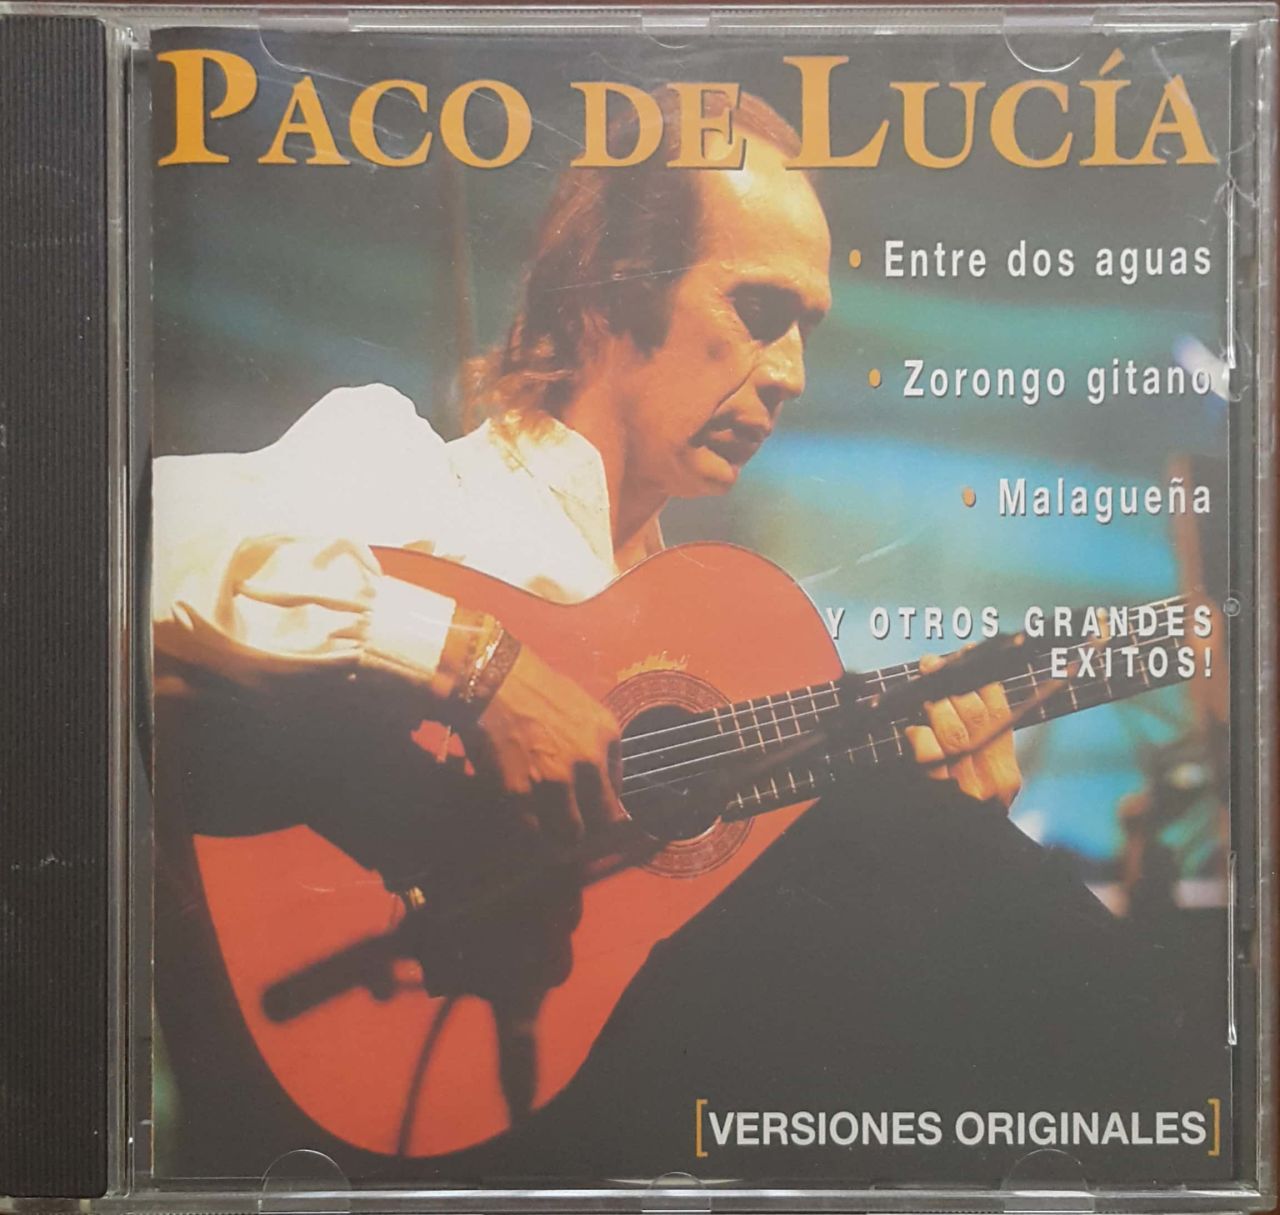 PACO DE LUCÍA
• Entre dos aguas
• Zorongo gitano
• Malagueña
Y OTROS GRANDES
EXITOS!
[VERSIONES ORIGINALES]